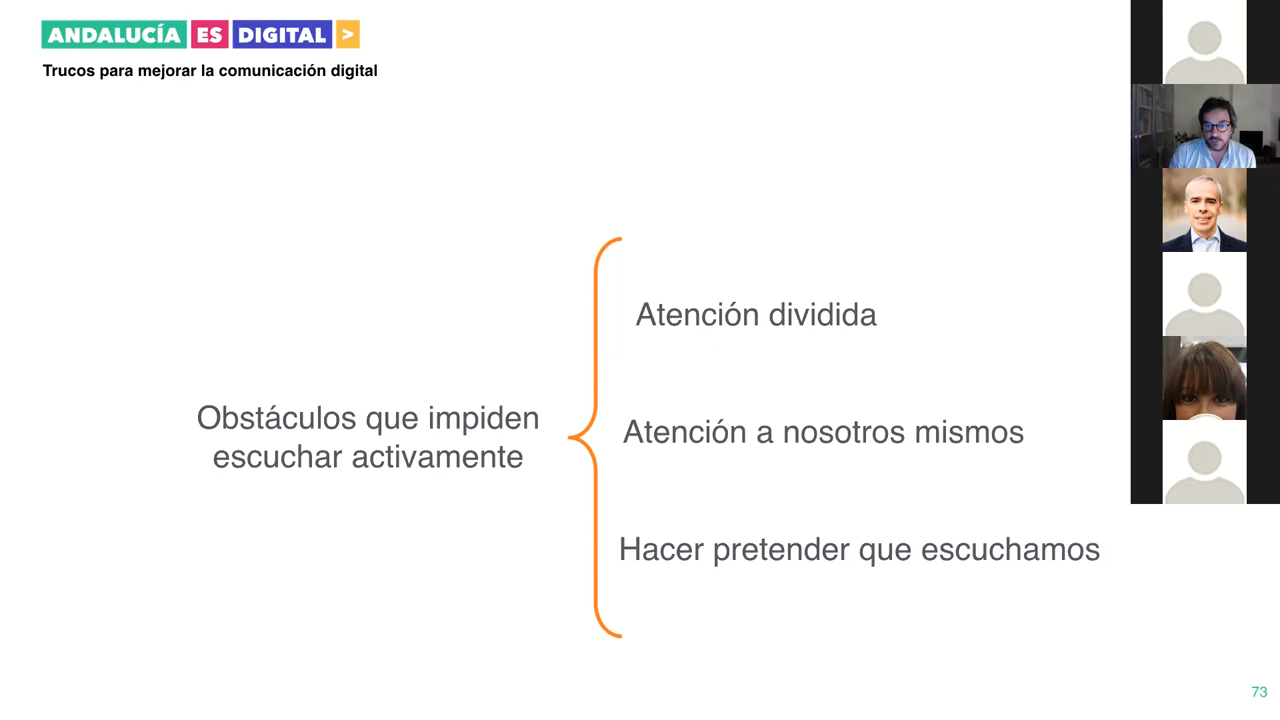 ANDALUCÍA ES DIGITAL >
Trucos para mejorar la comunicación digital
Atención dividida
Obstáculos que impiden
escuchar activamente
Atención a nosotros mismos
Hacer pretender que escuchamos
73